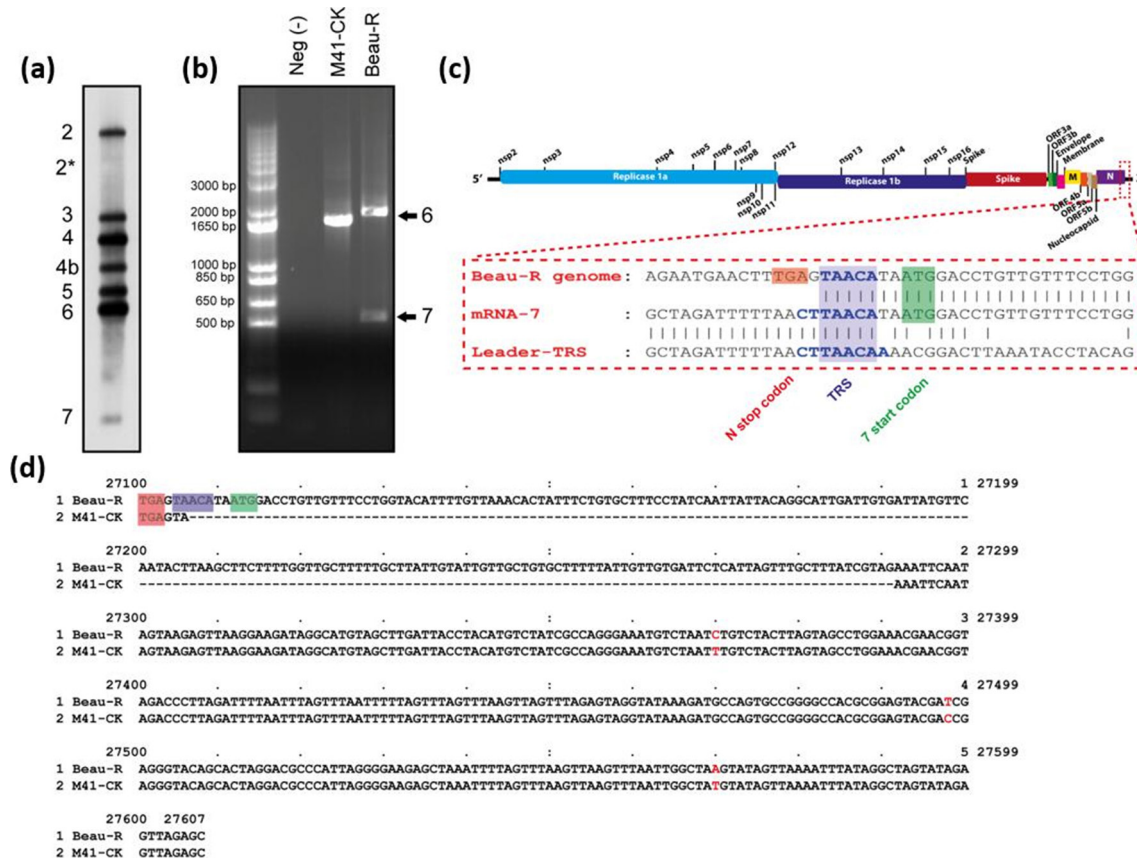 (a)
2
2*
3
4
4b
5
6
7
(b)
Neg (-)
M41-CK
Beau-R
3000 bp
2000 bp
1650 bp
1000 bp
850 bp
650 bp
500 bp
6
7
(c)
nsp2
nsp3
nsp4
nsp5
nsp6
nsp7
nsp8
nsp9
nsp10
nsp11
nsp12
nsp13
nsp14
nsp15
nsp16
Spike
ORF3a
ORF3b
Envelope
Membrane
5'
Replicase 1a
Replicase 1b
Spike
M
N
ORF 4b
ORF5a
ORF5b
Nucleocapsid
Beau-R genome: AGAATGAACTTTGAGTAACATAATGGACCTGTTGTTTCCTGG
mRNA-7 : GCTAGATTTTTAACTTAACATAATGGACCTGTTGTTTCCTGG
Leader-TRS : GCTAGATTTTTAACTTAACAAAACGGACTTAAATACCTACAG
N stop codon
TRS
7 start codon
(d)
27100 : 1 27199
1 Beau-R TGAGTAACATAATGGACCTGTTGTTTCCTGGTACATTTTGTTAAACACTATTTCTGTGCTTTCCTATCAATTATTACAGGCATTGATTGTGATTATGTTC
2 M41-CK TGAGTA----------------------------------------------------------------------------------------------
27200 : 2 27299
1 Beau-R AATACTTAAGCTTCTTTTGGTTGCTTTTTGCTTATTGTATTGTTGCTGTGCTTTTTATTGTTGTGATTCTCATTAGTTTGCTTTATCGTAGAAATTCAAT
2 M41-CK -------------------------------------------------------------------------------------------AAATTCAAT
27300 : 3 27399
1 Beau-R AGTAAGAGTTAAGGAAGATAGGCATGTAGCTTGATTACCTACATGTCTATCGCCAGGGAAATGTCTAATCTGTCTACTTAGTAGCCTGGAAACGAACGGT
2 M41-CK AGTAAGAGTTAAGGAAGATAGGCATGTAGCTTGATTACCTACATGTCTATCGCCAGGGAAATGTCTAATTTGTCTACTTAGTAGCCTGGAAACGAACGGT
27400 : 4 27499
1 Beau-R AGACCCTTAGATTTTAATTTAGTTTAATTTTTAGTTTAGTTTAAGTTAGTTTAGAGTAGGTATAAAGATGCCAGTGCCGGGGCCACGCGGAGTACGATCG
2 M41-CK AGACCCTTAGATTTTAATTTAGTTTAATTTTTAGTTTAGTTTAAGTTAGTTTAGAGTAGGTATAAAGATGCCAGTGCCGGGGCCACGCGGAGTACGACCG
27500 : 5 27599
1 Beau-R AGGGTACAGCACTAGGACGCCCATTAGGGGAAGAGCTAAATTTTAGTTTAAGTTAAGTTTAATTGGCTAAGTATAGTTAAAATTTATAGGCTAGTATAGA
2 M41-CK AGGGTACAGCACTAGGACGCCCATTAGGGGAAGAGCTAAATTTTAGTTTAAGTTAAGTTTAATTGGCTATGTATAGTTAAAATTTATAGGCTAGTATAGA
27600 27607
1 Beau-R GTTAGAGC
2 M41-CK GTTAGAGC